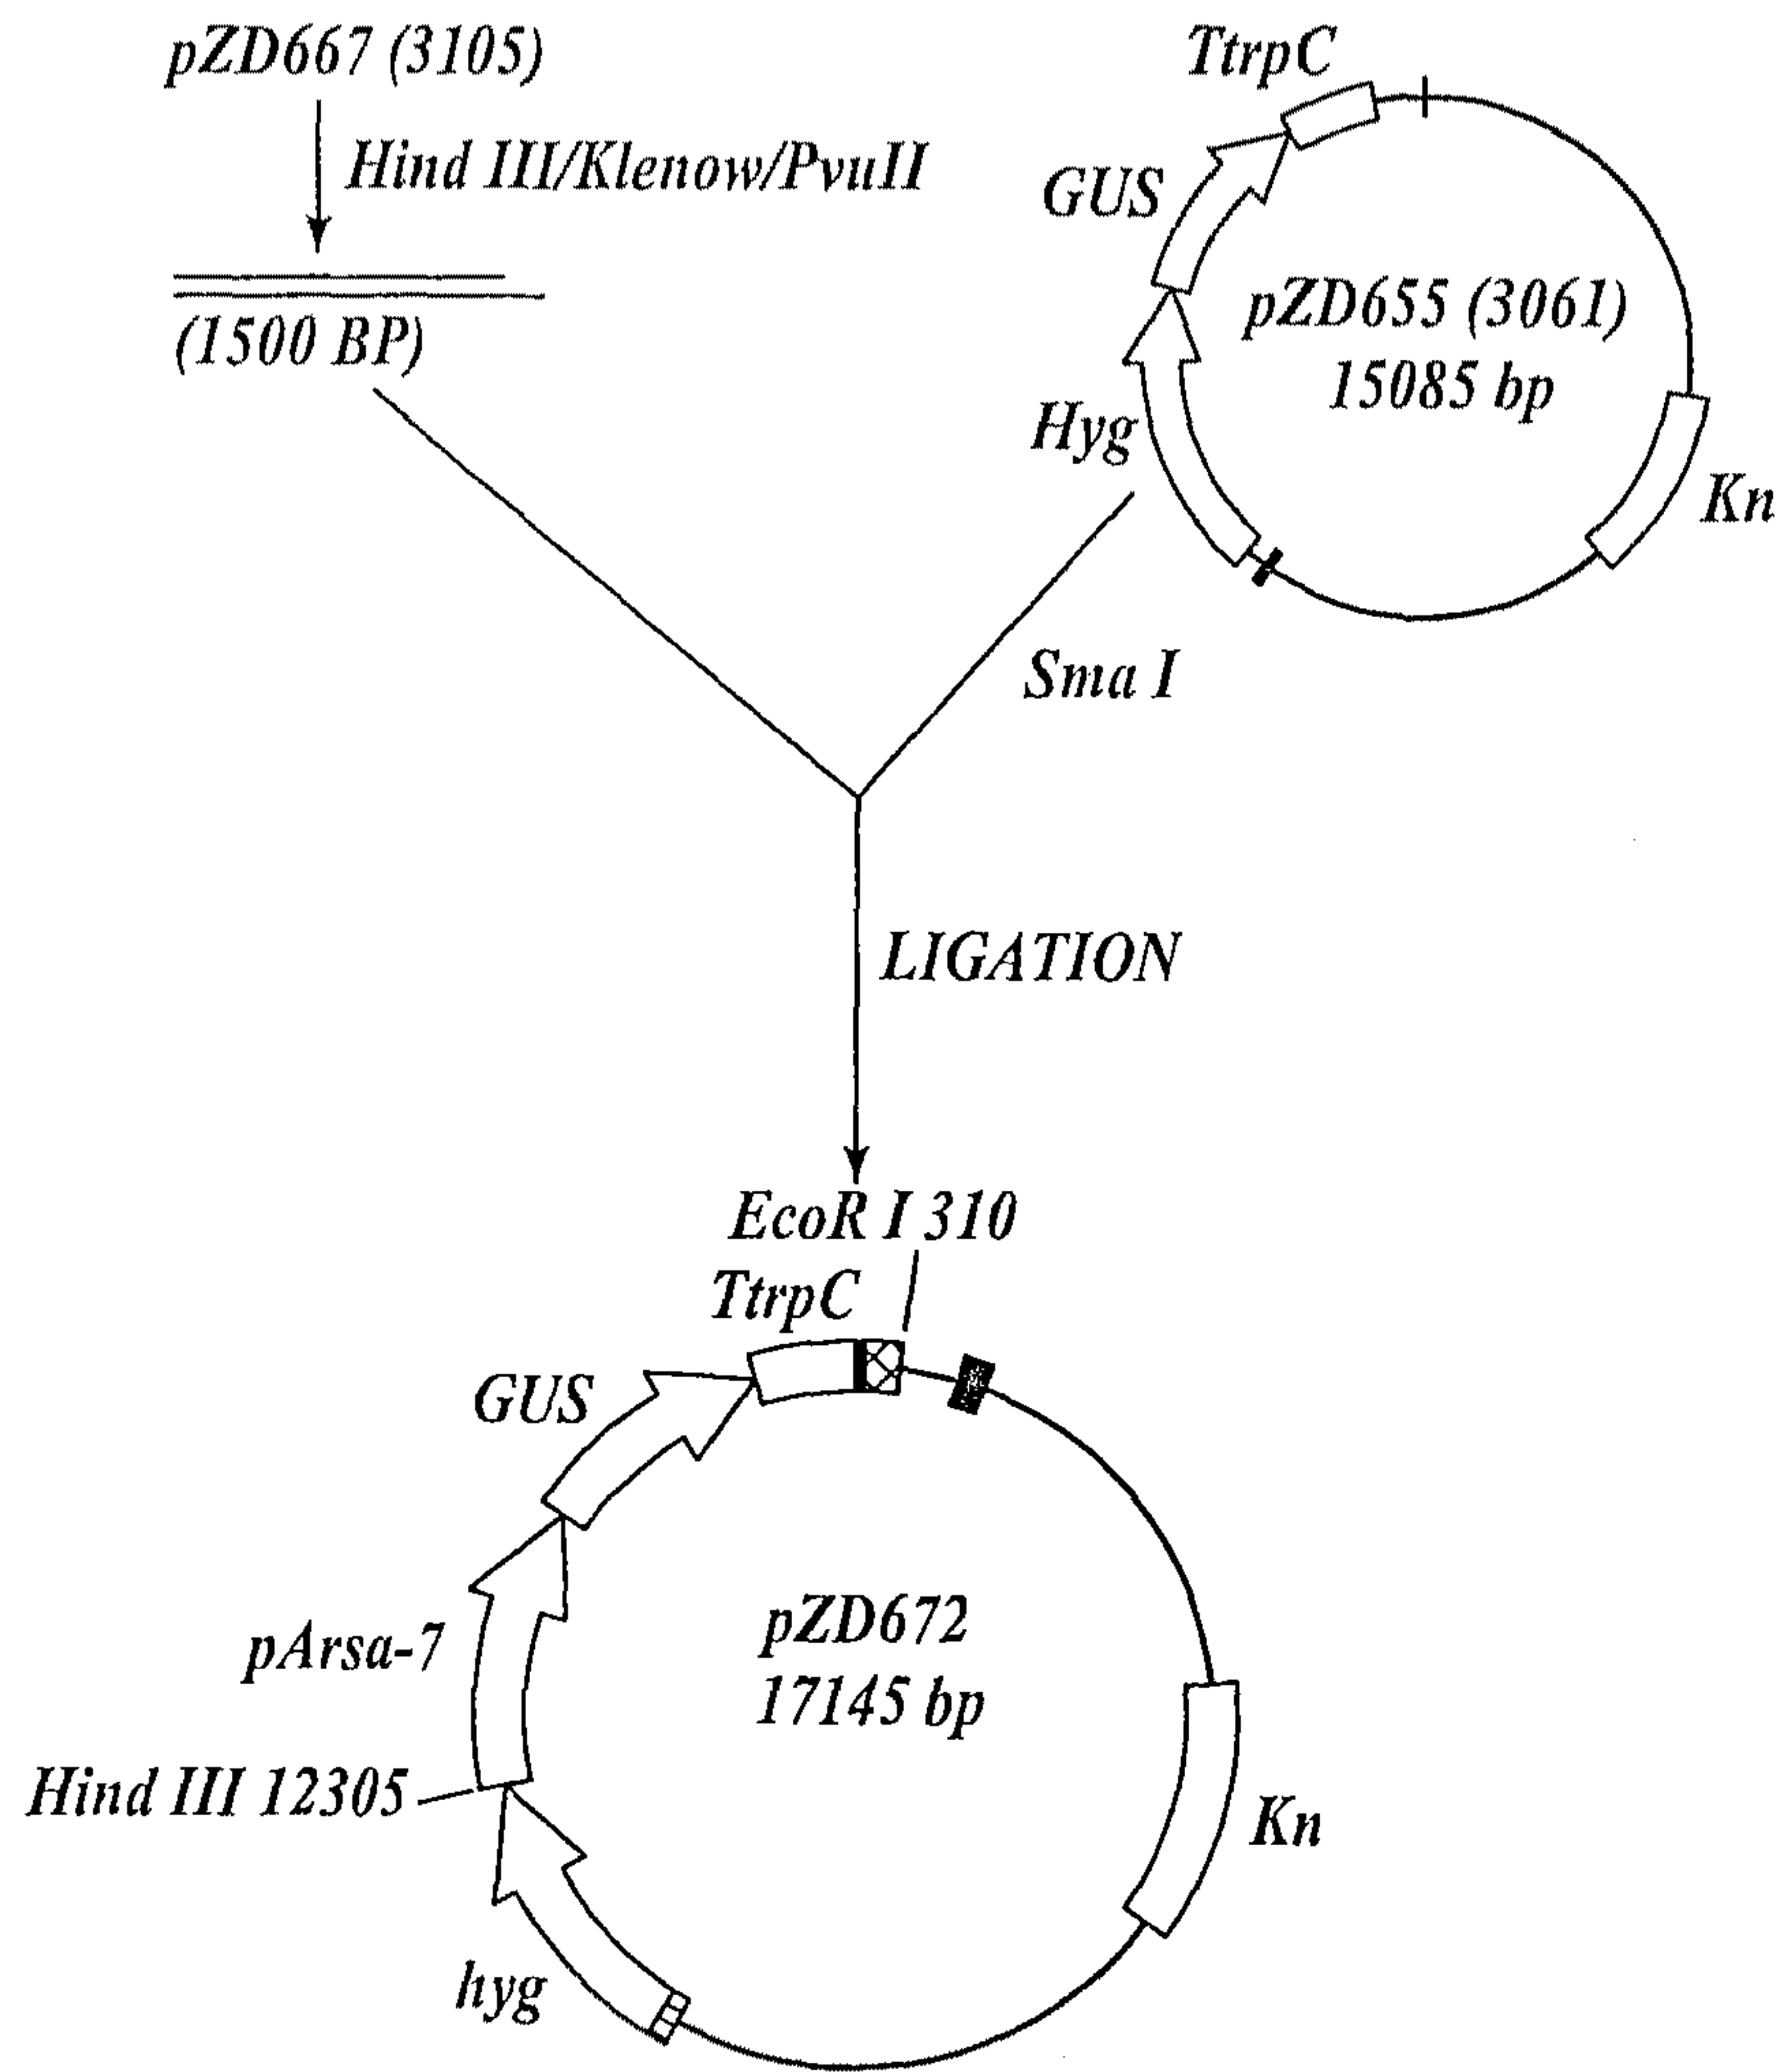 pZD667 (3105)
Hind III/Klenow/PvuII
(1500 BP)
TtrpC
GUS
pZD655 (3061)
15085 bp
Hyg
Kn
Sma I
LIGATION
EcoR I 310
TtrpC
GUS
pArsa-7
pZD672
17145 bp
Hind III 12305
Kn
hyg